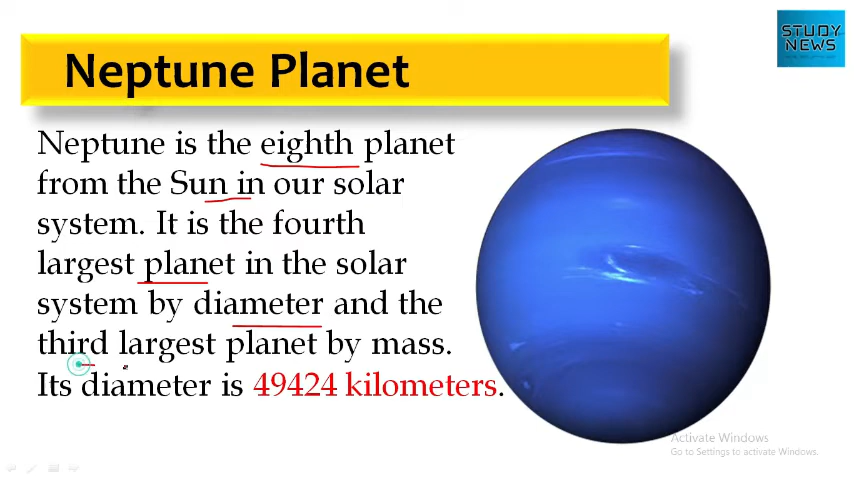 STUDY
NEWS
Neptune Planet
Neptune is the eighth planet
from the Sun in our solar
system. It is the fourth
largest planet in the solar
system by diameter and the
third largest planet by mass.
Its diameter is 49424 kilometers.
Activate Windows
Go to Settings to activate Windows.